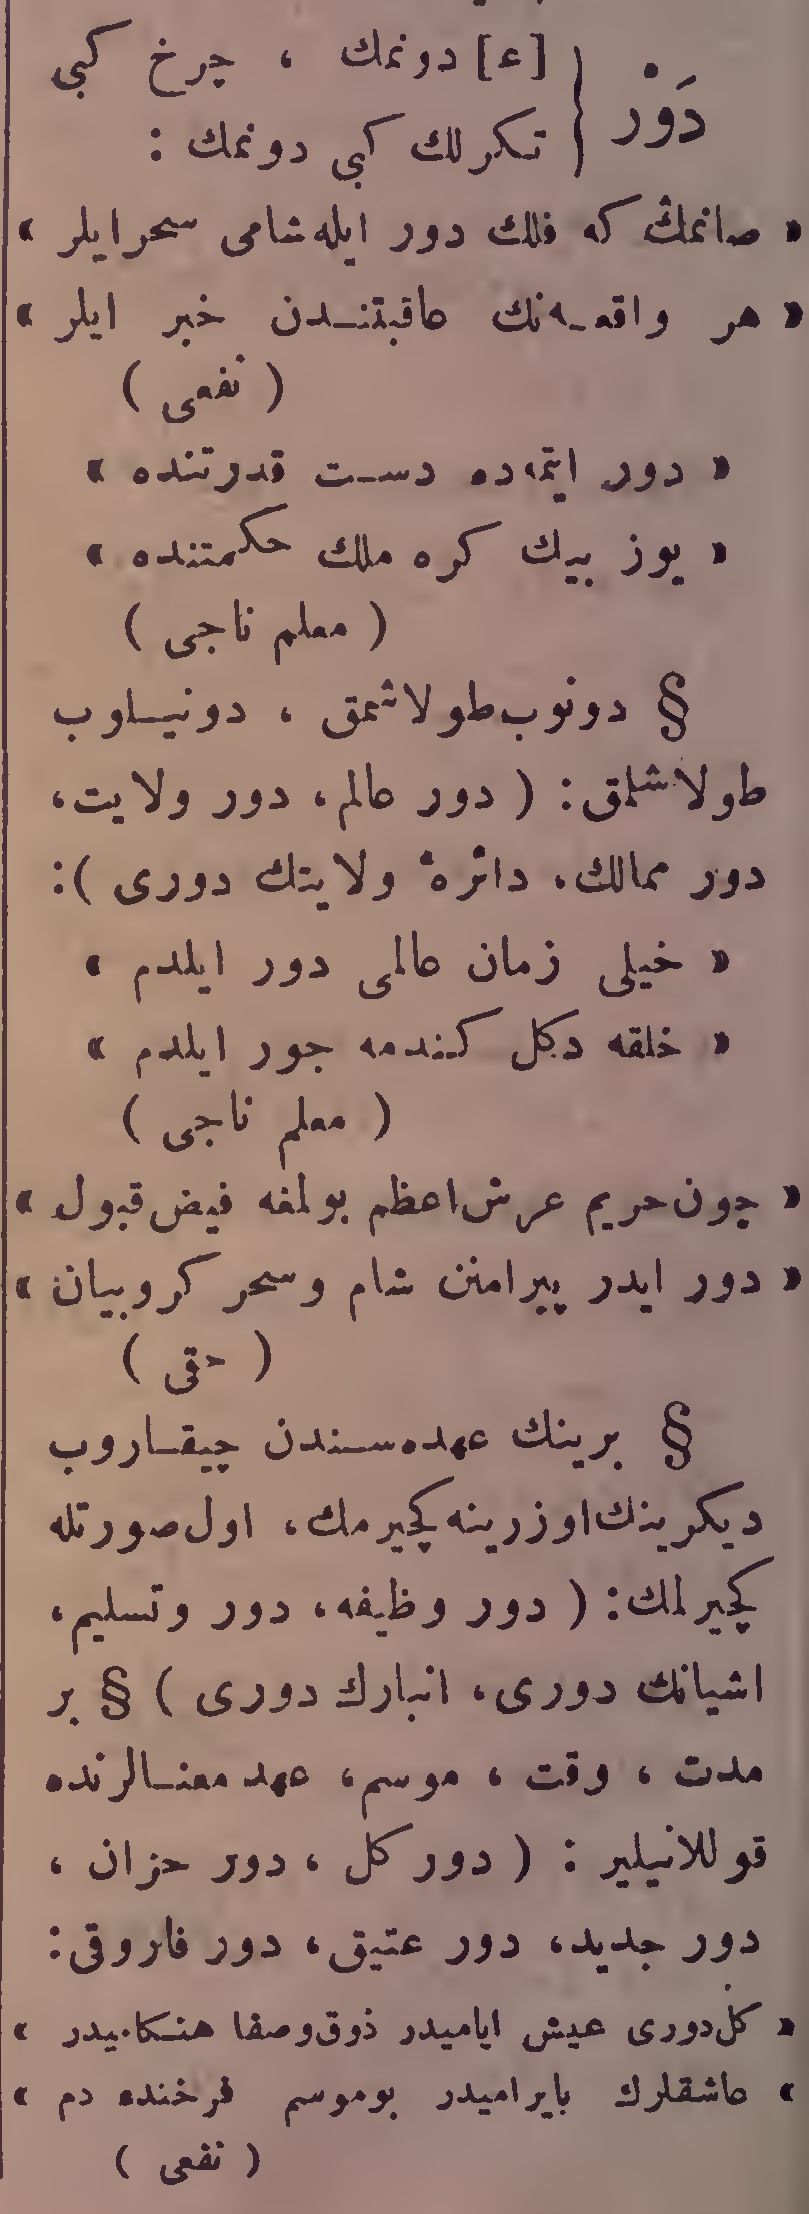 دَوْر { [ع] دونمك ، چرخ كبی
تكرلك كبی دونمك :
« صانمڭ كه فلك دور ایله شامی سحر ایلر »
« هر واقعه‌نك عاقبتندن خبر ایلر »
( نفعی )
« دور ایتمه‌ده دست قدرتنده »
« یوز بیك كره ملك حكمتنده »
( معلم ناجی )
§ دونوب طولاشمق ، دونیلوب
طولاشلمق : ( دور عالم ، دور ولایت ،
دور ممالك ، دائرهٔ ولایتك دوری ) :
« خیلی زمان عالمی دور ایلدم »
« خلقه دكل كندمه جور ایلدم »
( معلم ناجی )
« چون حریم عرش اعظم بولمغه فیض قبول »
« دور ایدر پیرامنن شام وسحر كروبیان »
( حقی )
§ برینك عهده‌سندن چیقاروب
دیكرینك اوزرینه كچیرمك ، اول صورتله
كچیرلمك : ( دور وظیفه ، دور وتسلیم ،
اشیانك دوری ، انبارك دوری ) § بر
مدت ، وقت ، موسم ، عهد معنالرنده
قوللانیلیر : ( دور كل ، دور حزان ،
دور جدید ، دور عتیق ، دور فاروقی :
« كل دوری عیش ایامیدر ذوق وصفا هنكامیدر »
« عاشقلرك بایرامیدر بوموسم فرخنده دم »
( نفعی )